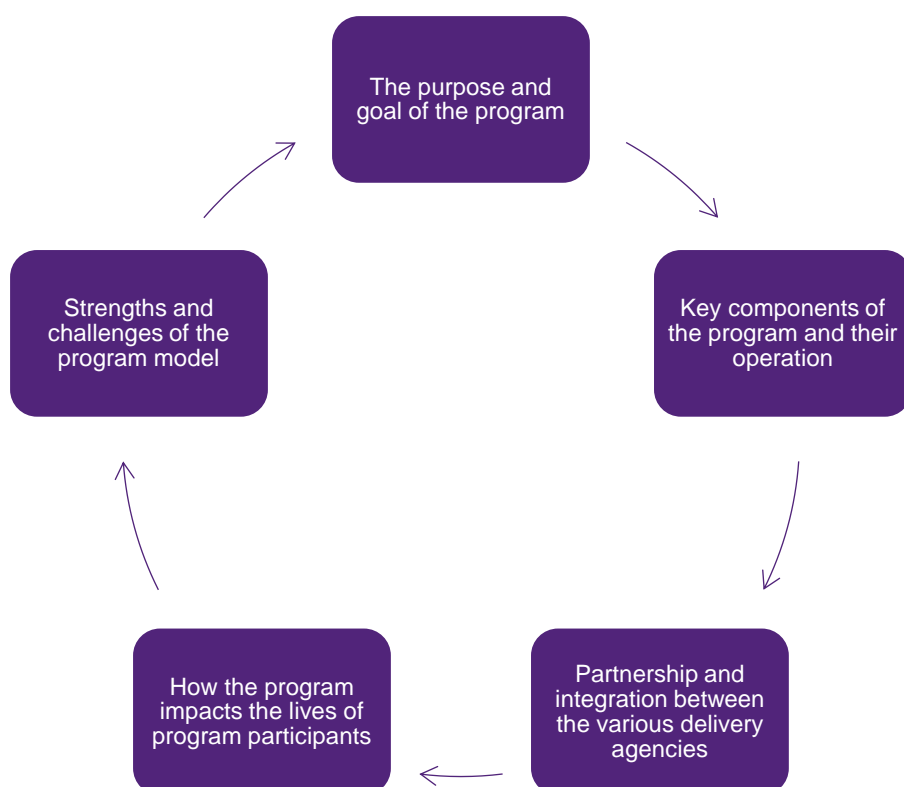 The purpose and
goal of the program
Key components of
the program and their
operation
Partnership and
integration between
the various delivery
agencies
How the program
impacts the lives of
program participants
Strengths and
challenges of the
program model